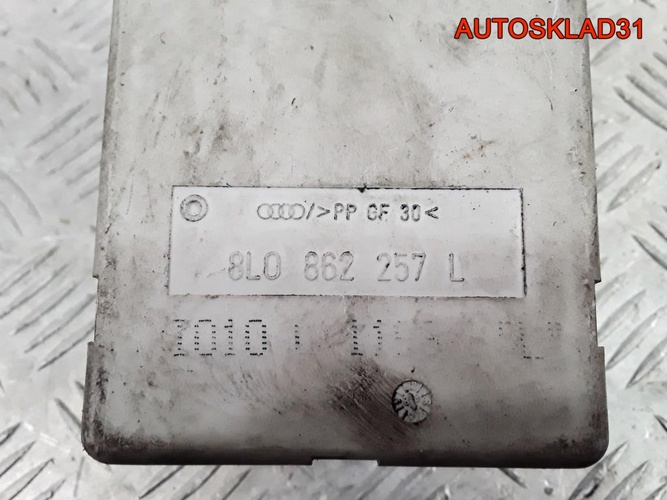 AUTOSKLAD31
/>PP GF 30<
8L0 862 257 L